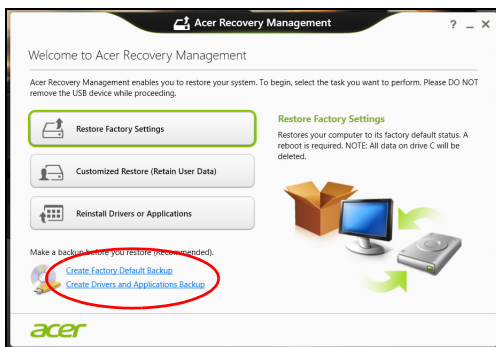 Acer Recovery Management
? _ ×
Welcome to Acer Recovery Management
Acer Recovery Management enables you to restore your system. To begin, select the task you want to perform. Please DO NOT
remove the USB device while proceeding.
Restore Factory Settings
Customized Restore (Retain User Data)
Reinstall Drivers or Applications
Restore Factory Settings
Restores your computer to its factory default status. A
reboot is required. NOTE: All data on drive C will be
deleted.
Make a backup before you restore (Recommended).
Create Factory Default Backup
Create Drivers and Applications Backup
acer